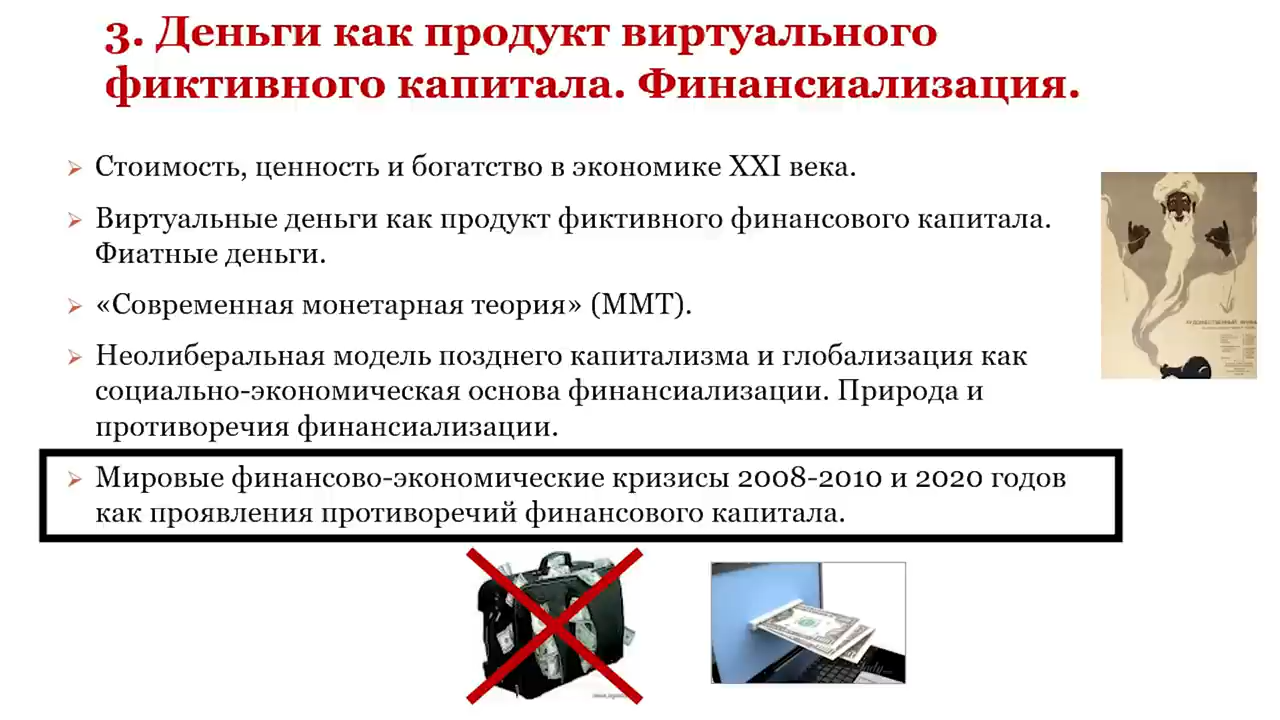 3. Деньги как продукт виртуального
фиктивного капитала. Финансиализация.
Стоимость, ценность и богатство в экономике XXI века.
Виртуальные деньги как продукт фиктивного финансового капитала.
Фиатные деньги.
«Современная монетарная теория» (ММТ).
Неолиберальная модель позднего капитализма и глобализация как
социально-экономическая основа финансиализации. Природа и
противоречия финансиализации.
Мировые финансово-экономические кризисы 2008-2010 и 2020 годов
как проявления противоречий финансового капитала.